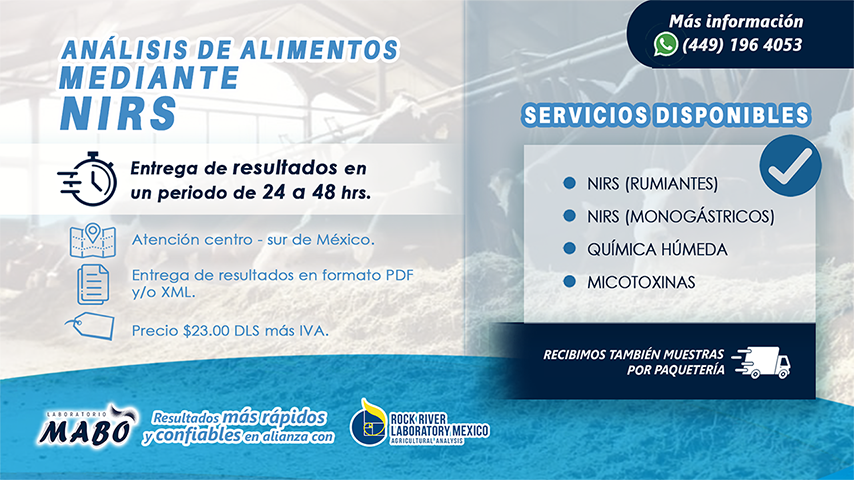 ANÁLISIS DE ALIMENTOS
MEDIANTE
NIRS
Entrega de resultados en
un periodo de 24 a 48 hrs.
Atención centro - sur de México.
Entrega de resultados en formato PDF
y/o XML.
Precio $23.00 DLS más IVA.
Más información
(449) 196 4053
SERVICIOS DISPONIBLES
NIRS (RUMIANTES)
NIRS (MONOGÁSTRICOS)
QUÍMICA HÚMEDA
MICOTOXINAS
RECIBIMOS TAMBIÉN MUESTRAS
POR PAQUETERÍA
LABORATORIO
MABO
Resultados más rápidos
y confiables en alianza con
ROCK RIVER
LABORATORY MEXICO
AGRICULTURAL ANALYSIS